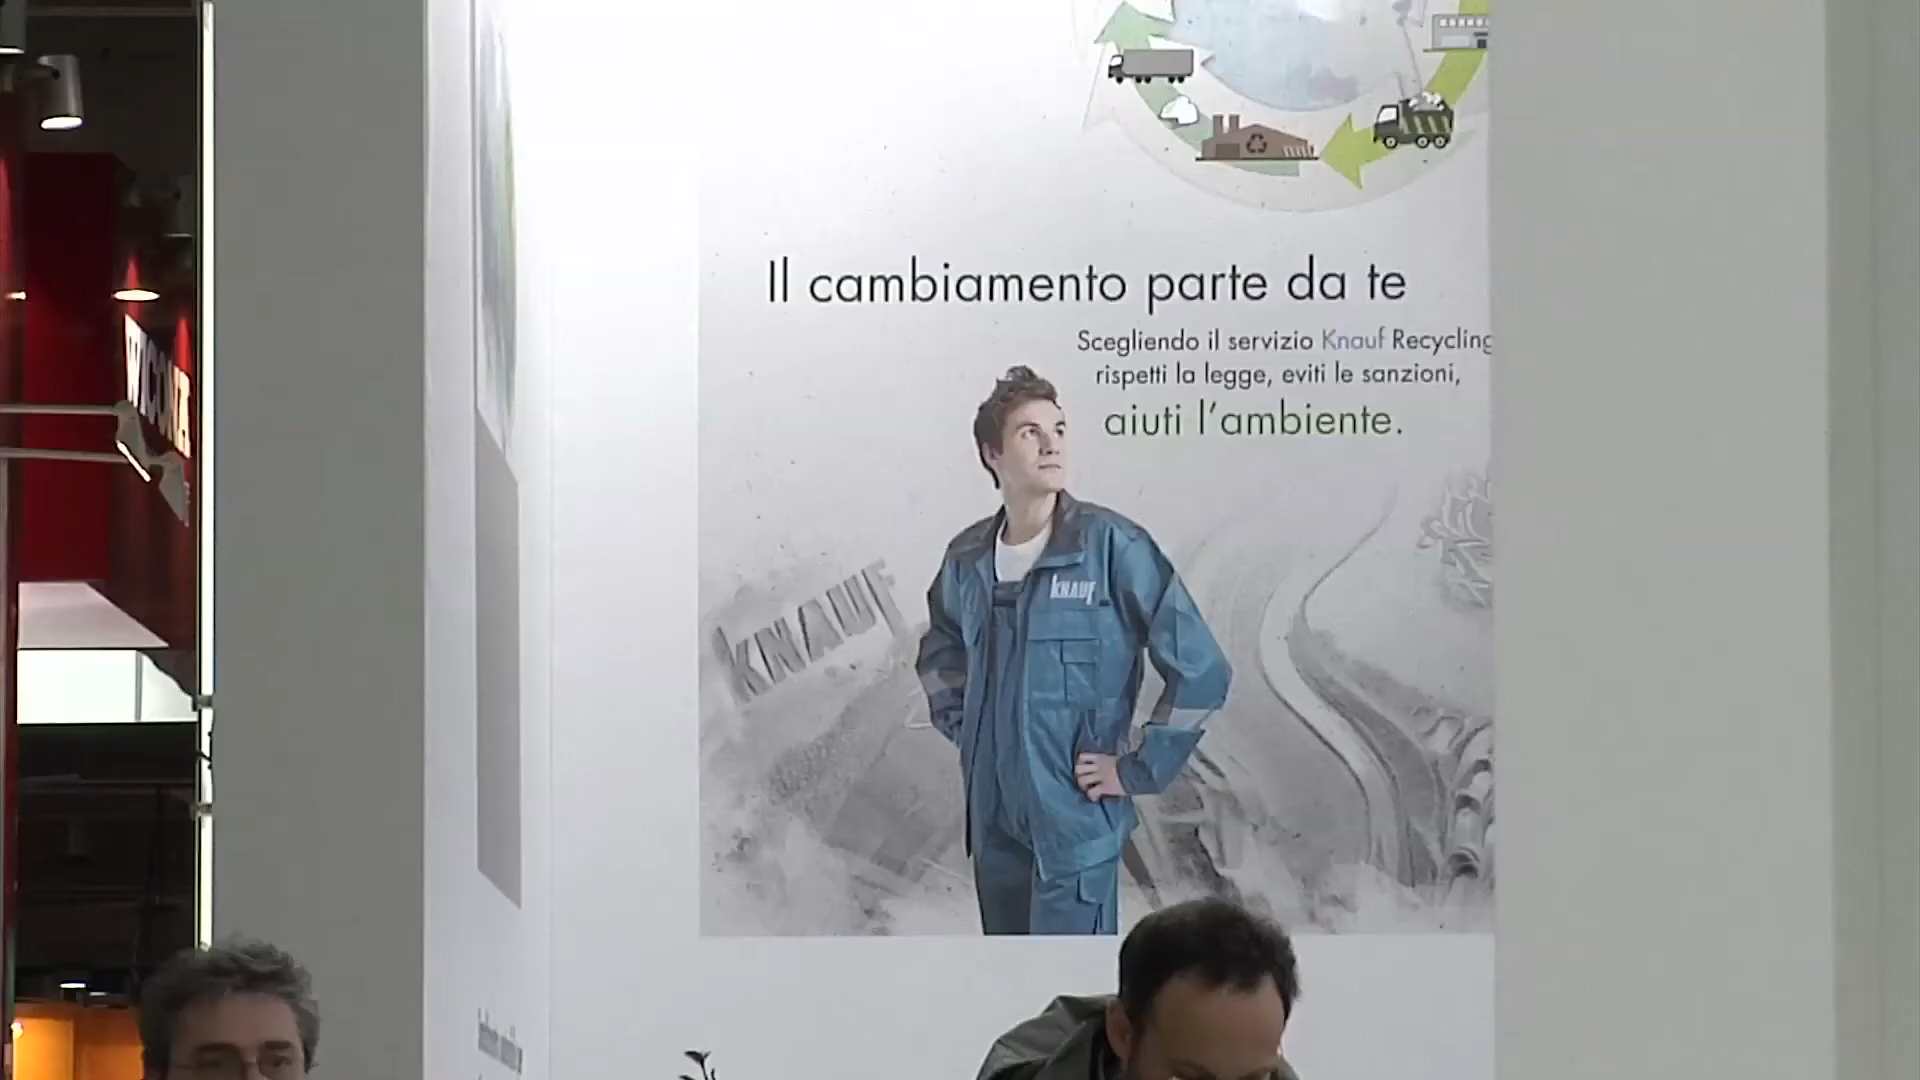 Il cambiamento parte da te
Scegliendo il servizio Knauf Recycling
rispetti la legge, eviti le sanzioni,
aiuti l'ambiente.
WICONA
KNAUF
KNAUF